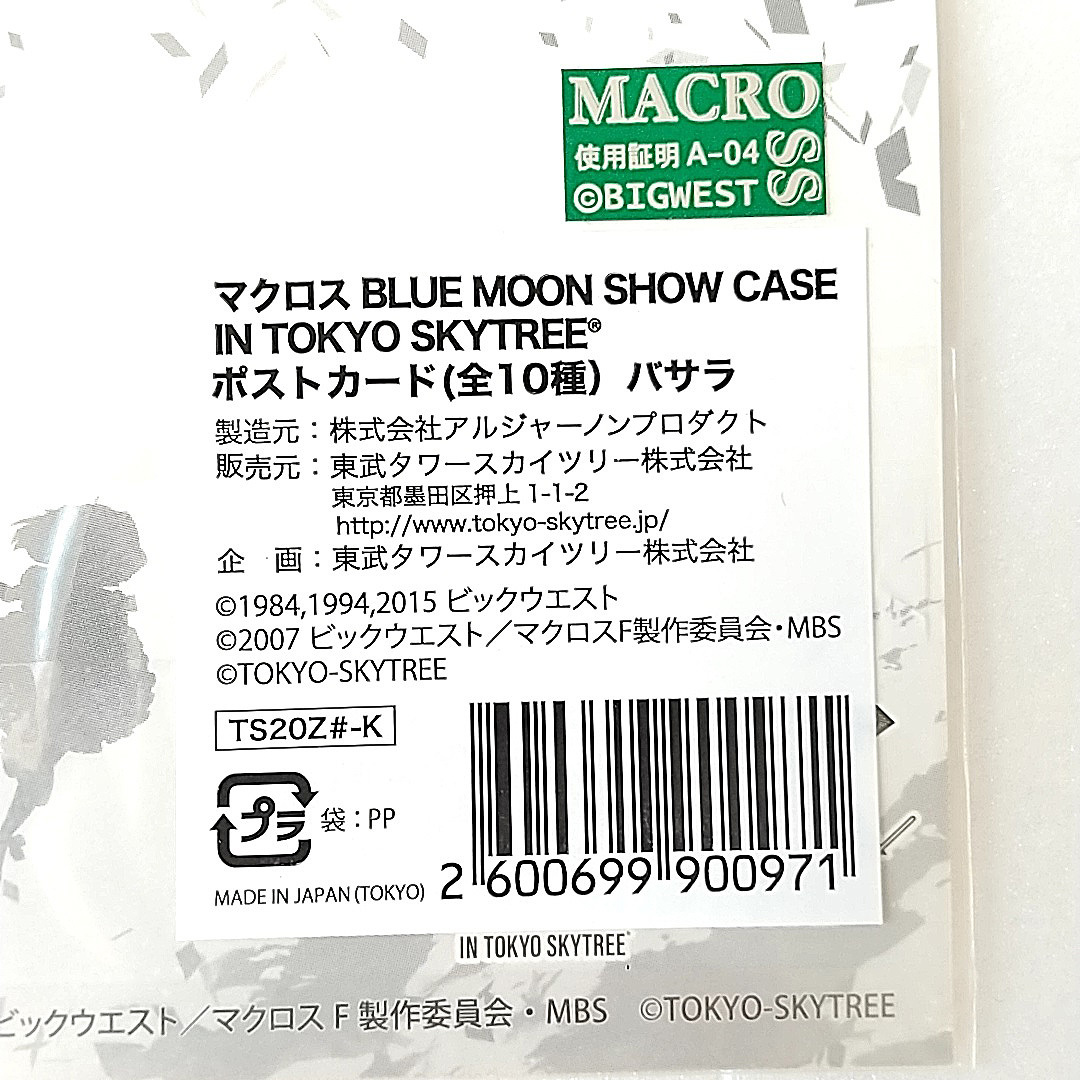 MACROSS
使用証明 A-04
©BIGWEST
マクロス BLUE MOON SHOW CASE
IN TOKYO SKYTREE®
ポストカード(全10種) バサラ
製造元：株式会社アルジャーノンプロダクト
販売元：東武タワースカイツリー株式会社
東京都墨田区押上 1-1-2
http://www.tokyo-skytree.jp/
企 画：東武タワースカイツリー株式会社
©1984,1994,2015 ビックウエスト
©2007 ビックウエスト／マクロスF製作委員会・MBS
©TOKYO-SKYTREE
TS20Z#-K
プラ 袋：PP
MADE IN JAPAN (TOKYO)
2 600699 900971
IN TOKYO SKYTREE
ビックウエスト／マクロス F 製作委員会・MBS ©TOKYO-SKYTREE